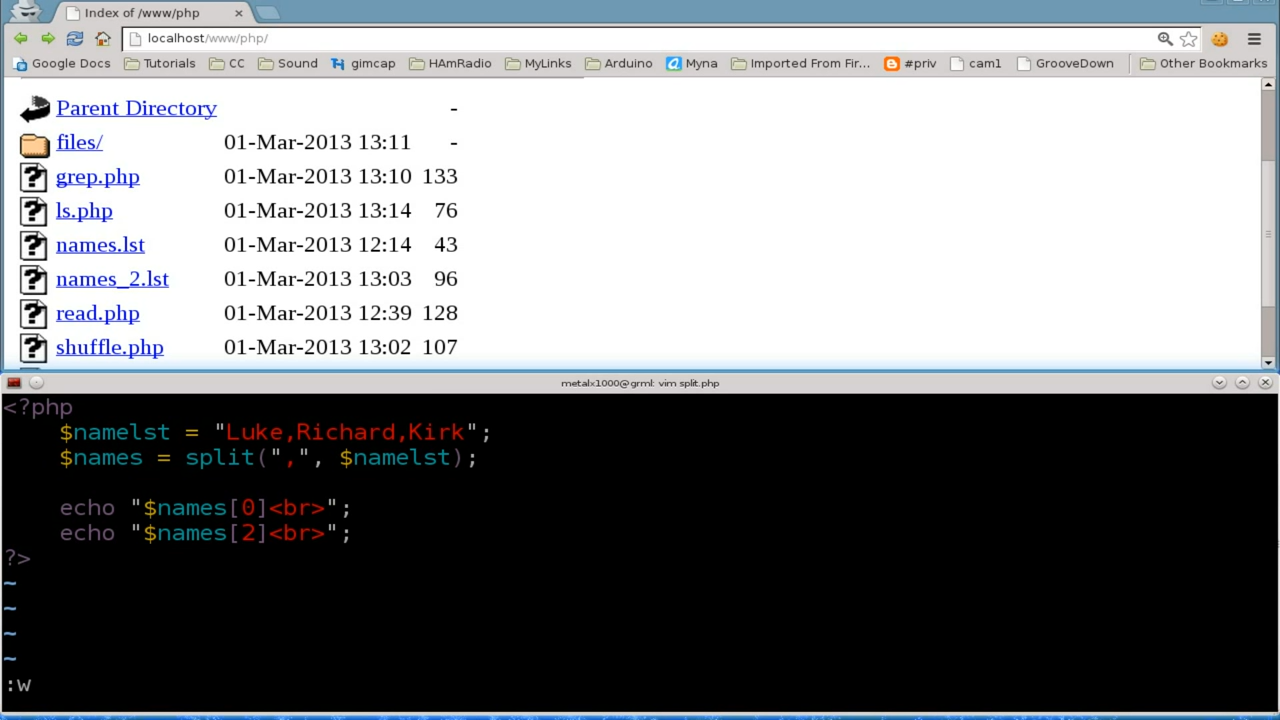 Index of /www/php
localhost/www/php/
Google Docs Tutorials CC Sound gimcap HAmRadio MyLinks Arduino Myna Imported From Fir... #priv cam1 GrooveDown Other Bookmarks
Parent Directory -
files/ 01-Mar-2013 13:11 -
grep.php 01-Mar-2013 13:10 133
ls.php 01-Mar-2013 13:14 76
names.lst 01-Mar-2013 12:14 43
names_2.lst 01-Mar-2013 13:03 96
read.php 01-Mar-2013 12:39 128
shuffle.php 01-Mar-2013 13:02 107
metalx1000@grml: vim split.php
<?php
$namelst = "Luke,Richard,Kirk";
$names = split(",", $namelst);
echo "$names[0]<br>";
echo "$names[2]<br>";
?>
~
~
~
~
:w